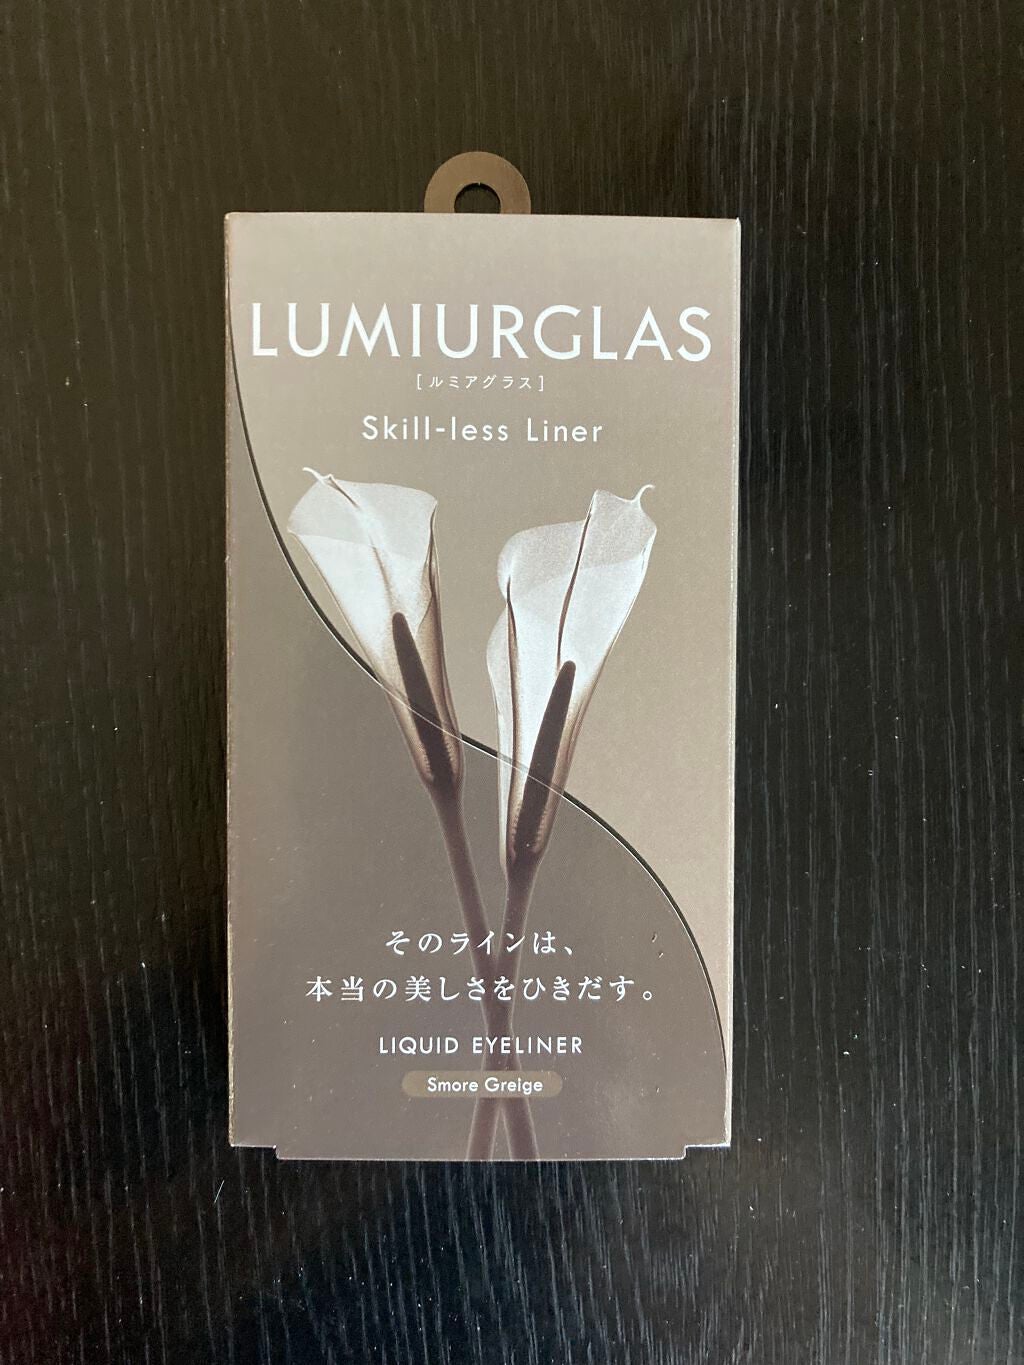 LUMIURGLAS
[ルミアグラス]
Skill-less Liner
そのラインは、
本当の美しさをひきだす。
LIQUID EYELINER
Smore Greige